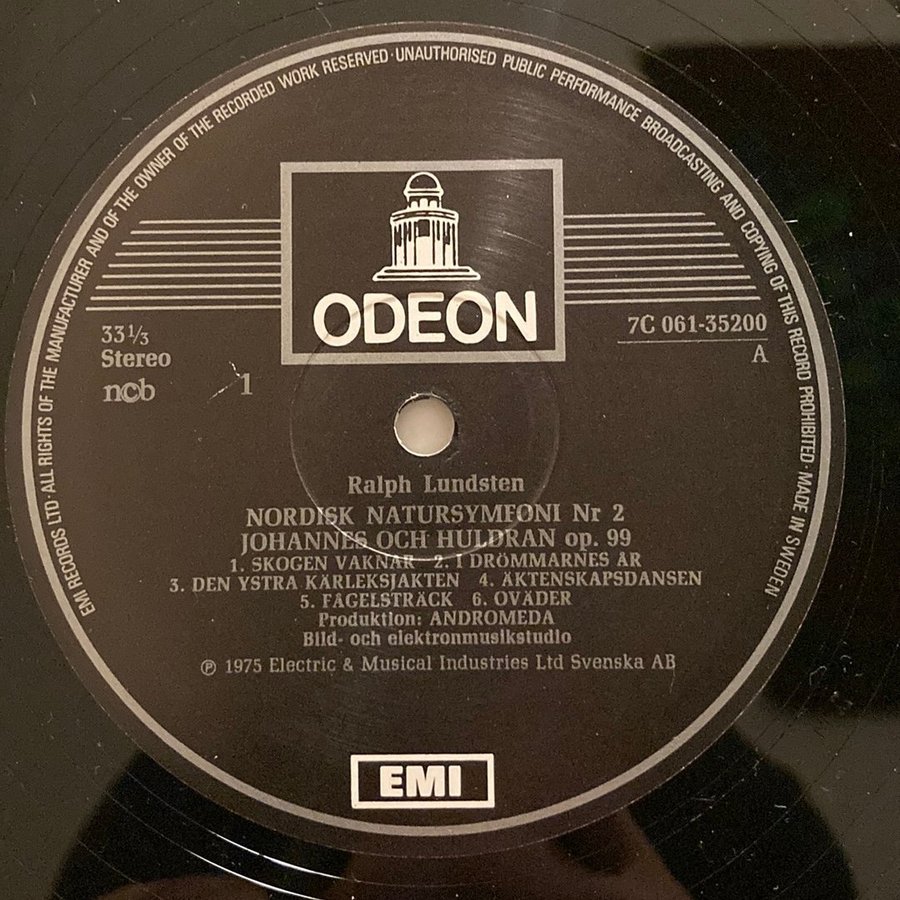 EMI RECORDS LTD · ALL RIGHTS OF THE MANUFACTURER AND OF THE OWNER OF THE RECORDED WORK RESERVED · UNAUTHORISED PUBLIC PERFORMANCE BROADCASTING AND COPYING OF THIS RECORD PROHIBITED · MADE IN SWEDEN ·
ODEON
33 1/3
Stereo
ncb
1
7C 061-35200
A
Ralph Lundsten
NORDISK NATURSYMFONI Nr 2
JOHANNES OCH HULDRAN op. 99
1. SKOGEN VAKNAR 2. I DRÖMMARNES ÅR
3. DEN YSTRA KÄRLEKSJAKTEN 4. ÄKTENSKAPSDANSEN
5. FÅGELSTRÄCK 6. OVÄDER
Produktion: ANDROMEDA
Bild- och elektronmusikstudio
℗ 1975 Electric & Musical Industries Ltd Svenska AB
EMI